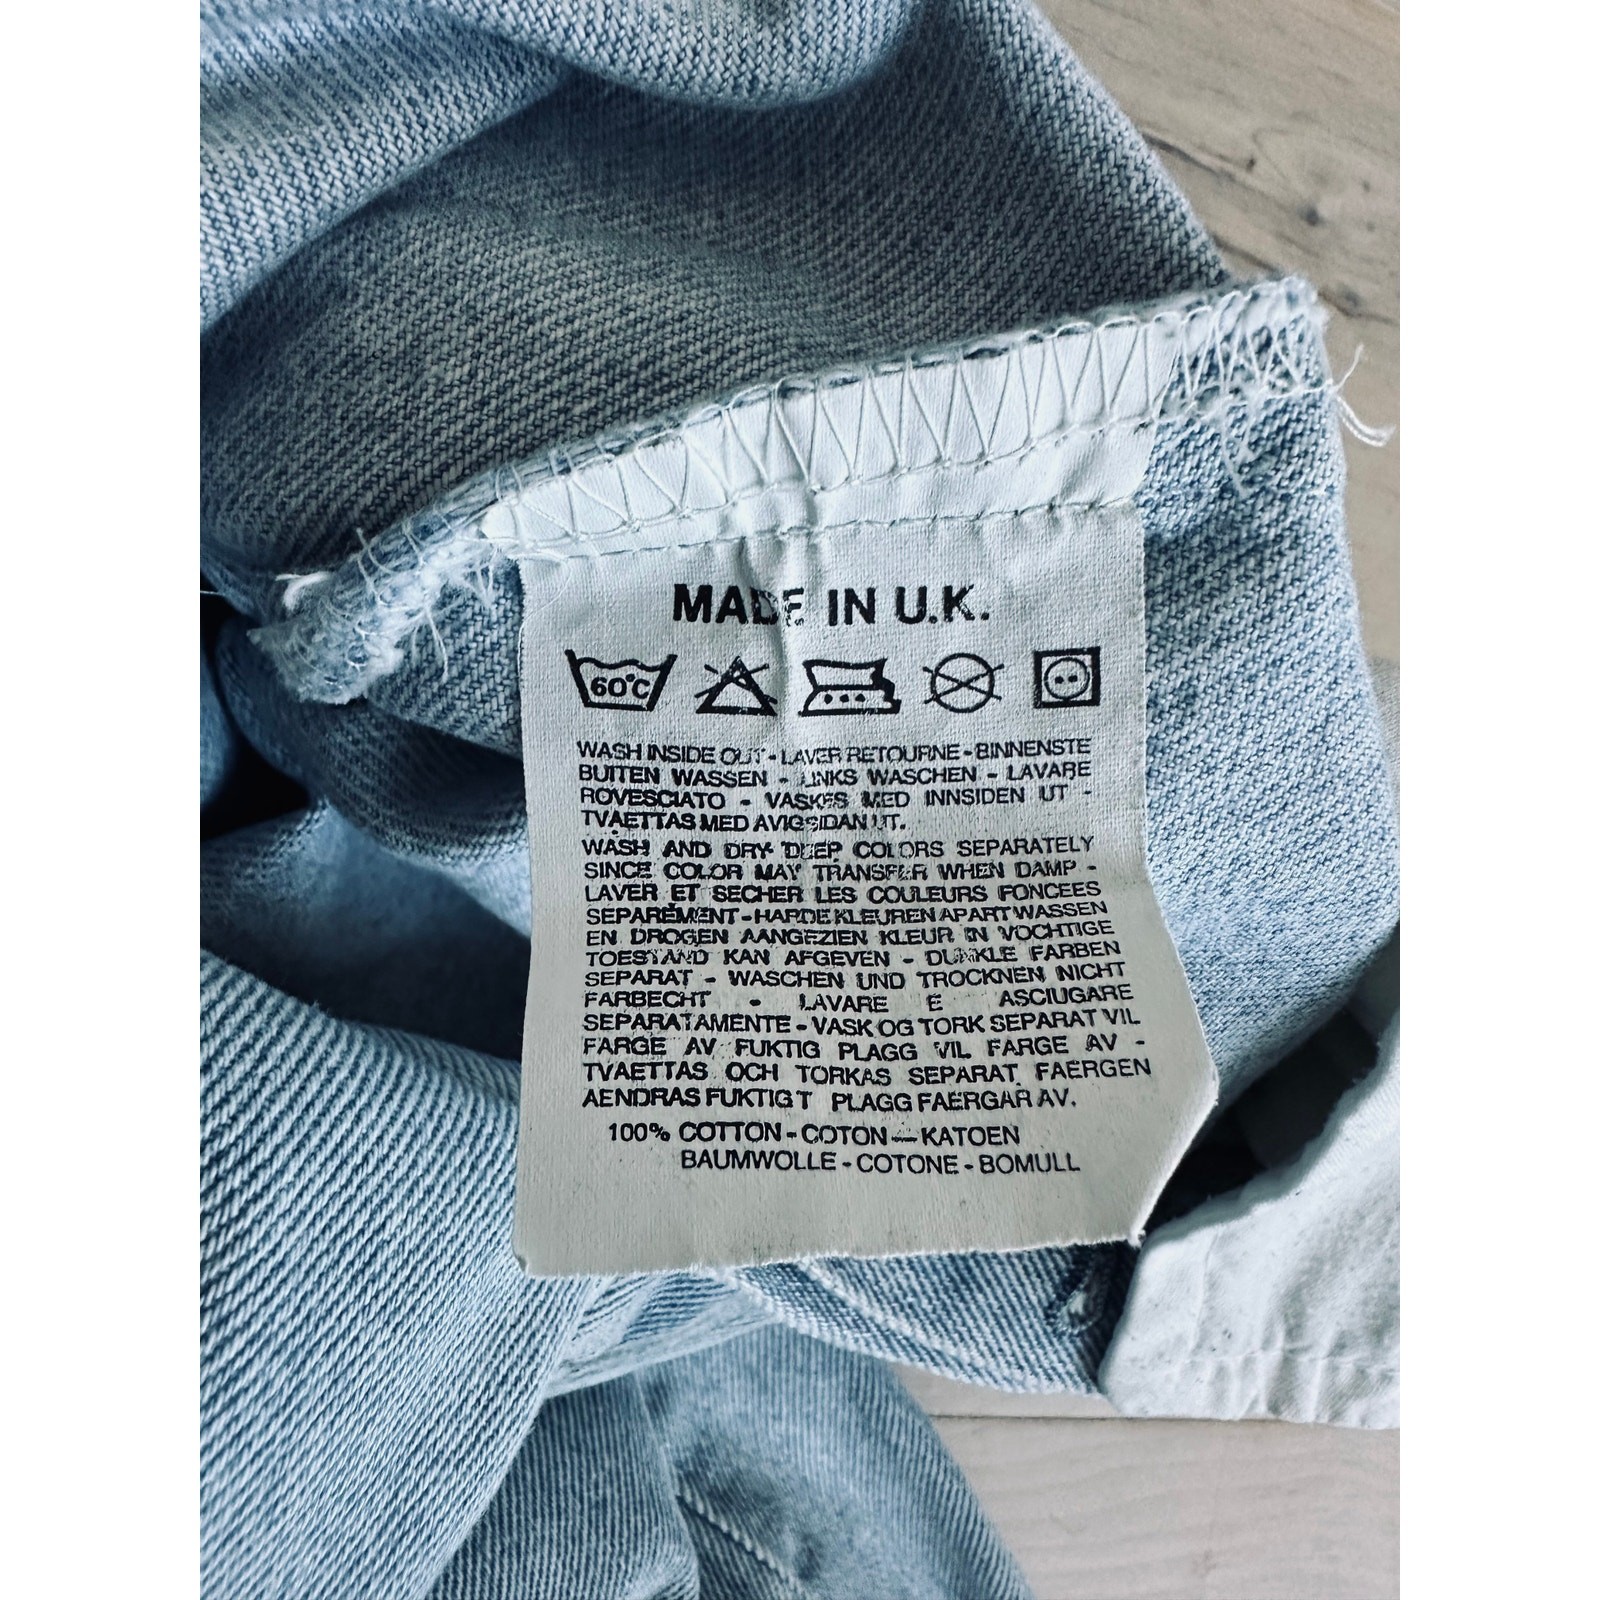 MADE IN U.K.
60°C
WASH INSIDE OUT - LAVER RETOURNE - BINNENSTE
BUITEN WASSEN - LINKS WASCHEN - LAVARE
ROVESCIATO - VASKES MED INNSIDEN UT -
TVAETTAS MED AVIGSIDAN UT.
WASH AND DRY DEEP COLORS SEPARATELY
SINCE COLOR MAY TRANSFER WHEN DAMP -
LAVER ET SECHER LES COULEURS FONCEES
SEPARÉMENT - HARDE KLEUREN APART WASSEN
EN DROGEN AANGEZIEN KLEUR IN VOCHTIGE
TOESTAND KAN AFGEVEN - DUNKLE FARBEN
SEPARAT - WASCHEN UND TROCKNEN NICHT
FARBECHT - LAVARE E ASCIUGARE
SEPARATAMENTE - VASK OG TORK SEPARAT VIL
FARGE AV FUKTIG PLAGG VIL FARGE AV -
TVAETTAS OCH TORKAS SEPARAT. FAERGEN
AENDRAS FUKTIGT PLAGG FAERGAR AV.
100% COTTON - COTON — KATOEN
BAUMWOLLE - COTONE - BOMULL